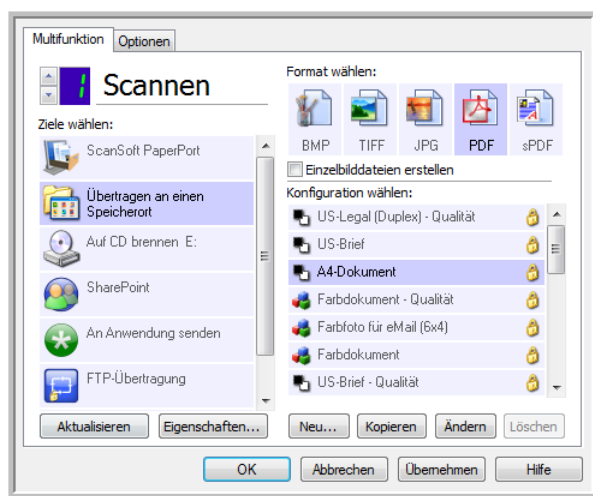 Multifunktion
Optionen
1
Scannen
Ziele wählen:
ScanSoft PaperPort
Übertragen an einen
Speicherort
Auf CD brennen E:
SharePoint
An Anwendung senden
FTP-Übertragung
Aktualisieren
Eigenschaften...
Format wählen:
BMP
TIFF
JPG
PDF
sPDF
Einzelbilddateien erstellen
Konfiguration wählen:
US-Legal (Duplex) - Qualität
US-Brief
A4-Dokument
Farbdokument - Qualität
Farbfoto für eMail (6x4)
Farbdokument
US-Brief - Qualität
Neu...
Kopieren
Ändern
Löschen
OK
Abbrechen
Übernehmen
Hilfe